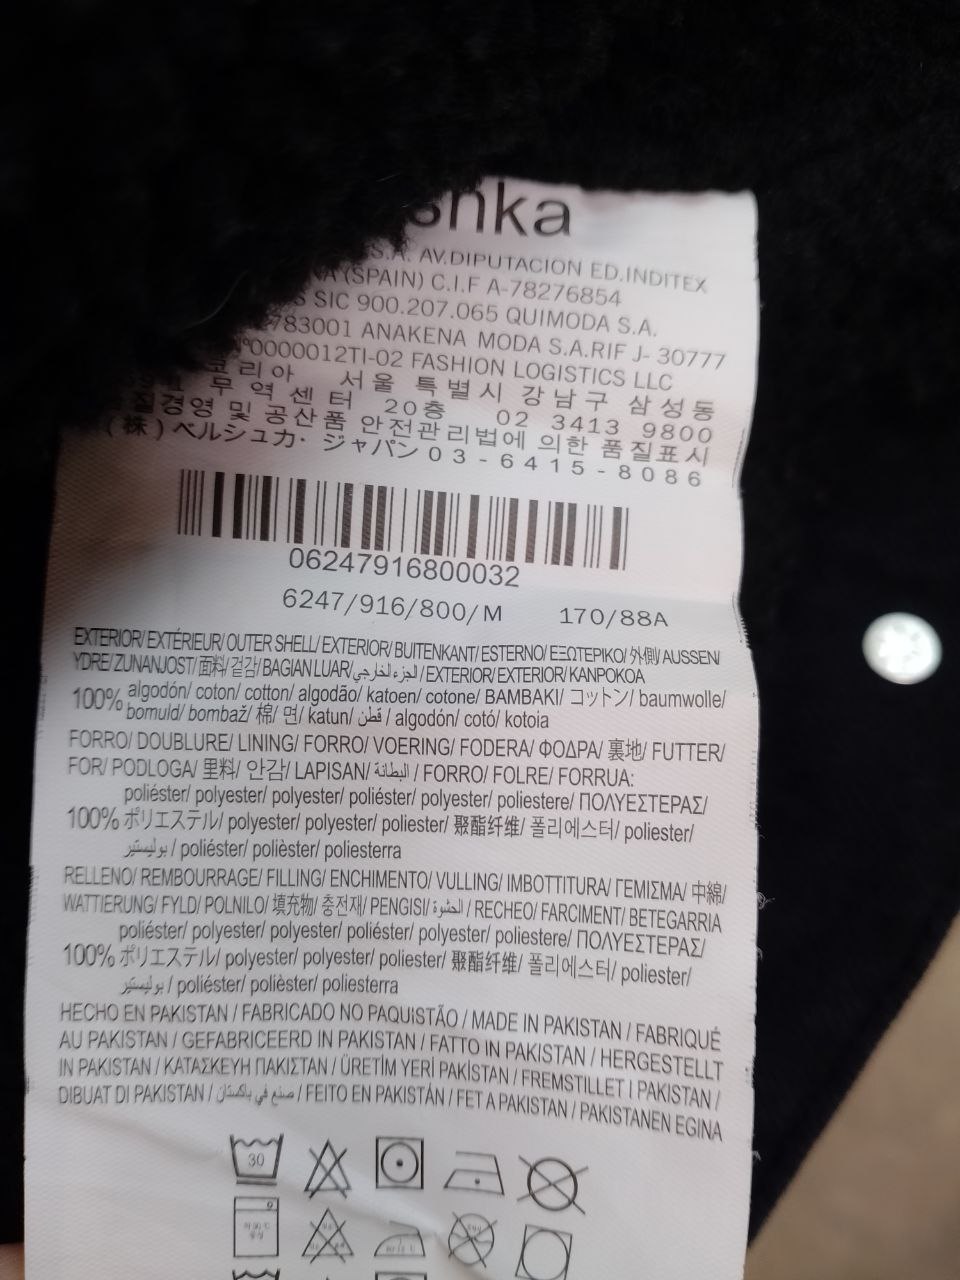 shka
S.A. AV.DIPUTACION ED.INDITEX
(SPAIN) C.I.F A-78276854
SIC 900.207.065 QUIMODA S.A.
783001 ANAKENA MODA S.A.RIF J- 30777
Nº0000012TI-02 FASHION LOGISTICS LLC
코리아 서울 특별시 강남구 삼성동
무역센터 20층 02 3413 9800
품질경영 및 공산품 안전관리법에 의한 품질표시
(株)ベルシュカ・ジャパン03-6415-8086
06247916800032
6247/916/800/M 170/88A
EXTERIOR/ EXTÉRIEUR/ OUTER SHELL/ EXTERIOR/ BUITENKANT/ ESTERNO/ ΕΞΩΤΕΡΙΚΟ/ 外側/ AUSSEN/
YDRE/ ZUNANJOST/ 面料/ 겉감/ BAGIAN LUAR/ الجزء الخارجي/ EXTERIOR/ EXTERIOR/ KANPOKOA
100% algodón/ coton/ cotton/ algodão/ katoen/ cotone/ BAMBAKI/ コットン/ baumwolle/
bomuld/ bombaž/ 棉/ 면/ katun/ قطن / algodón/ cotó/ kotoia
FORRO/ DOUBLURE/ LINING/ FORRO/ VOERING/ FODERA/ ΦΟΔΡΑ/ 裏地/ FUTTER/
FOR/ PODLOGA/ 里料/ 안감/ LAPISAN/ البطانة / FORRO/ FOLRE/ FORRUA:
poliéster/ polyester/ polyester/ poliéster/ polyester/ poliestere/ ΠΟΛΥΕΣΤΕΡΑΣ/
100% ポリエステル/ polyester/ polyester/ poliester/ 聚酯纤维/ 폴리에스터/ poliester/
بوليستير / poliéster/ polièster/ poliesterra
RELLENO/ REMBOURRAGE/ FILLING/ ENCHIMENTO/ VULLING/ IMBOTTITURA/ ΓΕΜΙΣΜΑ/ 中綿/
WATTIERUNG/ FYLD/ POLNILO/ 填充物/ 충전재/ PENGISI/ الحشوة / RECHEO/ FARCIMENT/ BETEGARRIA
poliéster/ polyester/ polyester/ poliéster/ polyester/ poliestere/ ΠΟΛΥΕΣΤΕΡΑΣ/
100% ポリエステル/ polyester/ polyester/ poliester/ 聚酯纤维/ 폴리에스터/ poliester/
بوليستير / poliéster/ polièster/ poliesterra
HECHO EN PAKISTAN / FABRICADO NO PAQUISTÃO / MADE IN PAKISTAN / FABRIQUÉ
AU PAKISTAN / GEFABRICEERD IN PAKISTAN / FATTO IN PAKISTAN / HERGESTELLT
IN PAKISTAN / ΚΑΤΑΣΚΕΥΗ ΠΑΚΙΣΤΑΝ / ÜRETİM YERİ PAKİSTAN / FREMSTILLET I PAKISTAN /
DIBUAT DI PAKISTAN / صنع في باكستان / FEITO EN PAKISTÁN / FET A PAKISTAN / PAKISTANEN EGINA
30